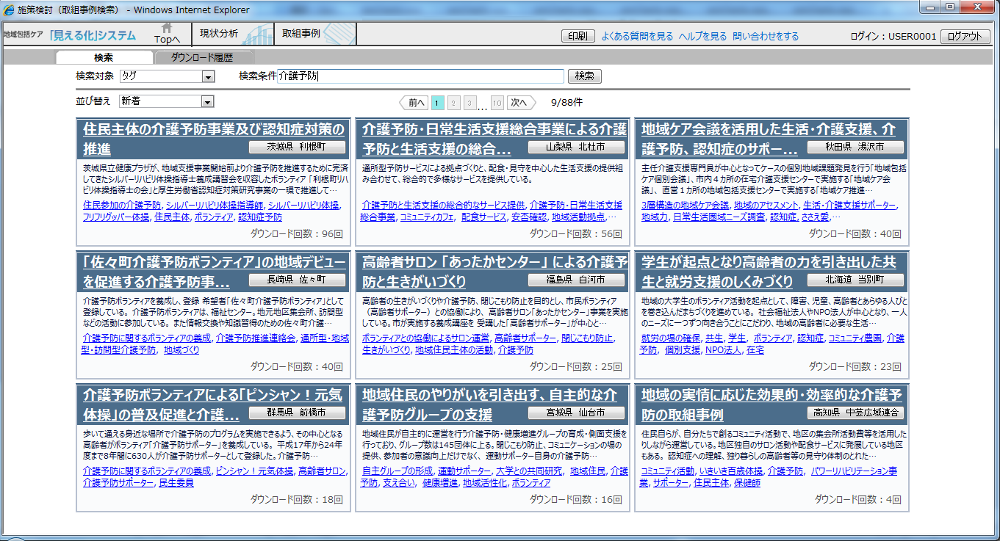 施策検討（取組事例検索） - Windows Internet Explorer
地域包括ケア 「見える化」システム Topへ 現状分析 取組事例 印刷 よくある質問を見る ヘルプを見る 問い合わせをする ログイン：USER0001 ログアウト
検索 ダウンロード履歴
検索対象 タグ 検索条件 介護予防 検索
並び替え 新着 前へ 1 2 3 ... 10 次へ 9/88件
住民主体の介護予防事業及び認知症対策の
推進 茨城県 利根町
茨城県立健康プラザが、地域支援事業開始前より介護予防を推進するために完済
してきたシルバーリハビリ体操指導士養成講習会を収容したボランティア「利根町リハ
ビリ体操指導士の会」と厚生労働省認知症対策研究事業の一環で推進して…
住民参加の介護予防, シルバーリハビリ体操指導師, シルバーリハビリ体操,
フリフリグッパー体操, 住民主体, ボランティア, 認知症予防
ダウンロード回数：96回
介護予防・日常生活支援総合事業による介護
予防と生活支援の総合... 山梨県 北杜市
通所型予防サービスによる拠点づくりと、配食・見守を中心とした生活支援の提供組
み合わせて、総合的で多様なサービスを提供している。
介護予防と生活支援の総合的なサービス提供, 介護予防・日常生活支援
総合事業, コミュニティカフェ, 配食サービス, 安否確認, 地域活動拠点,…
ダウンロード回数：56回
地域ケア会議を活用した生活・介護支援、介
護予防、認知症のサポー... 秋田県 湯沢市
主任介護支援専門員が中心となってケースの個別地域課題発見を行う「地域包括
ケア個別会議」、市内４カ所の在宅介護支援センターで実施する「地域ケア会
議」、直営１カ所の地域包括支援センターで実施する「地域ケア推進…
3層構造の地域ケア会議, 地域のアセスメント, 生活・介護支援サポーター,
地域力, 日常生活圏域ニーズ調査, 認知症, ささえ愛,…
ダウンロード回数：40回
「佐々町介護予防ボランティア」の地域デビュー
を促進する介護予防事... 長崎県 佐々町
介護予防ボランティアを養成し、登録 希望者「佐々町介護予防ボランティア」として
登録している。介護予防ボランティアは、福祉センター。地元地区集会所、訪問型
などの活動に参加している。また情報交換や知識習得のための佐々町介護…
介護予防に関するボランティアの養成, 介護予防推進連絡会, 通所型・地域
型・訪問型介護予防, 地域づくり
ダウンロード回数：40回
高齢者サロン「あったかセンター」による介護予
防と生きがいづくり 福島県 白河市
高齢者の生きがいづくりや介護予防、閉じこもり防止を目的とし、市民ボランティア
（高齢者サポーター）との協働により、高齢者サロン「あったかセンター」事業を実施
している。市が実施する養成講座を 受講した「高齢者サポーター」が中心と…
ボランティアとの協働によるサロン運営, 高齢者サポーター, 閉じこもり防止,
生きがいづくり, 地域住民主体の活動, 介護予防
ダウンロード回数：25回
学生が起点となり高齢者の力を引き出した共
生と就労支援のしくみづくり 北海道 当別町
地域の大学生のボランティア活動を起点として、障害、児童、高齢者とあらゆる人びと
を巻き込んだまちづくりを進めている。社会福祉法人やNPO法人が中心となり、一人
のニーズに一つずつ向き合うことにこだわり、地域の高齢者に必要な生活…
就労の場の確保, 共生, 学生, ボランティア, 認知症, コミュニティ農園, 介護
予防, 個別支援, NPO法人, 在宅
ダウンロード回数：23回
介護予防ボランティアによる「ピンシャン！元気
体操」の普及促進と介護... 群馬県 前橋市
歩いて通える身近な場所で介護予防のプログラムを実施できるよう、その中心となる
高齢者がボランティア「介護予防サポーター」を養成している。平成17年から24年
度まで8年間に630人が介護予防サポーターとして登録した。介護予防…
介護予防に関するボランティアの養成, ピンシャン！元気体操, 高齢者サロン,
介護予防サポーター, 民生委員
ダウンロード回数：18回
地域住民のやりがいを引き出す、自主的な介
護予防グループの支援 宮城県 仙台市
地域住民が自主的に運営を行う介護予防・健康増進グループの育成・側面支援を
行っており、グループ数は145団体に上る。閉じこもり防止、コミュニケーションの場の
提供、参加者の意識向上だけでなく、運動サポーター自身の介護予防…
自主グループの形成, 運動サポーター, 大学との共同研究, 地域住民, 介護
予防, 支え合い, 健康増進, 地域活性化, ボランティア
ダウンロード回数：16回
地域の実情に応じた効果的・効率的な介護予
防の取組事例 高知県 中芸広域連合
住民自らが、自分たちで創るコミュニティ活動で、地区の集会所活動費等を活用した
りしながら運営している。地区独自のサロン活動や配食サービスに発展している地区
もある。認知症への理解、独り暮らしの高齢者等の見守り体制のとれた…
コミュニティ活動, いきいき百歳体操, 介護予防, パワーリハビリテーション事
業, サポーター, 住民主体, 保健師
ダウンロード回数：4回